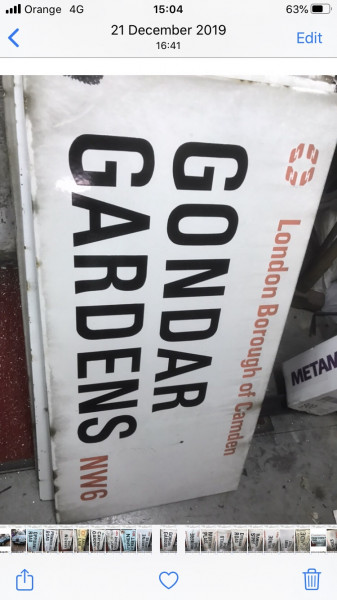 Orange 4G 15:04 63%
21 December 2019
16:41
Edit
London Borough of Camden
GONDAR
GARDENS NW6
METAN